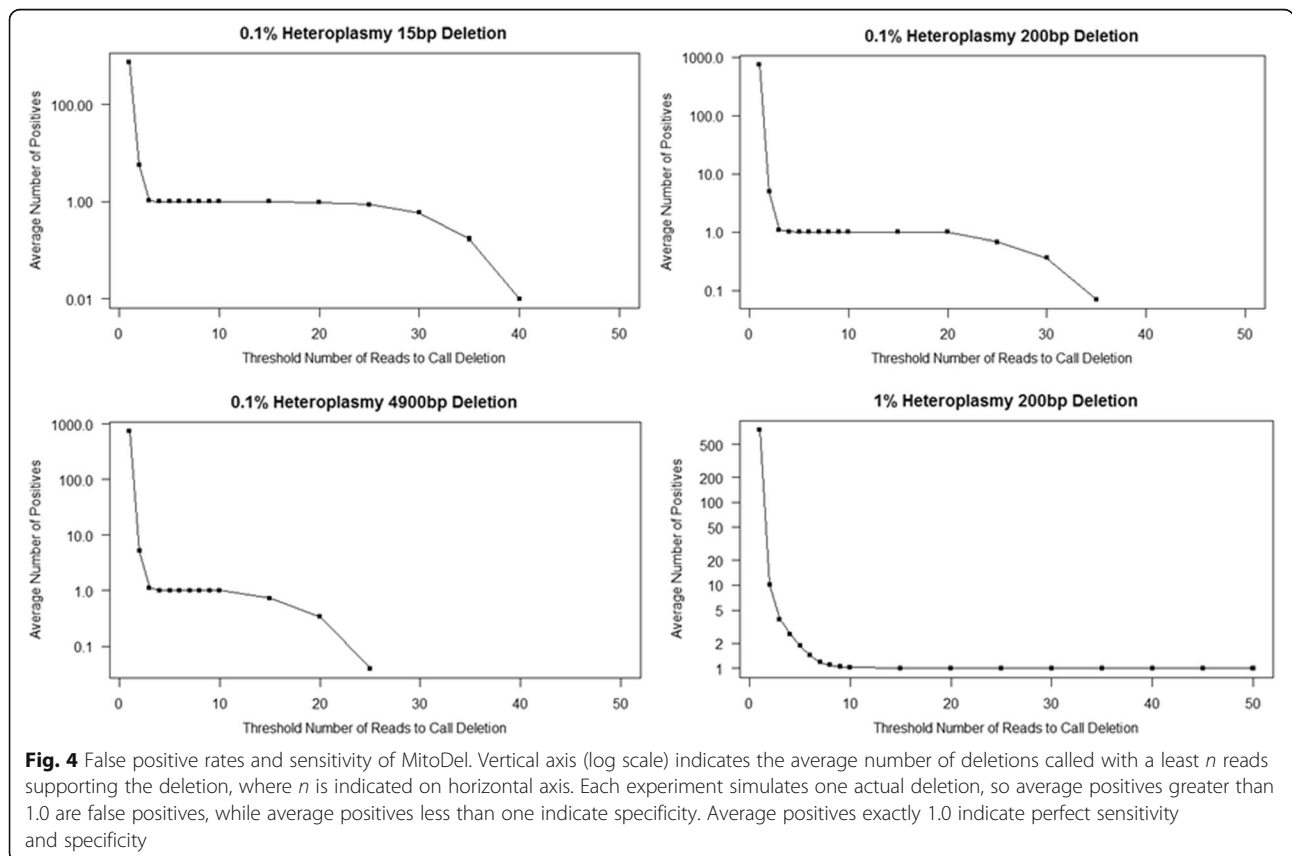 0.1% Heteroplasmy 15bp Deletion
Average Number of Positives
100.00
1.00
0.01
0 10 20 30 40 50
Threshold Number of Reads to Call Deletion
0.1% Heteroplasmy 200bp Deletion
Average Number of Positives
1000.0
100.0
10.0
1.0
0.1
0 10 20 30 40 50
Threshold Number of Reads to Call Deletion
0.1% Heteroplasmy 4900bp Deletion
Average Number of Positives
1000.0
100.0
10.0
1.0
0.1
0 10 20 30 40 50
Threshold Number of Reads to Call Deletion
1% Heteroplasmy 200bp Deletion
Average Number of Positives
500
200
100
50
20
10
5
2
1
0 10 20 30 40 50
Threshold Number of Reads to Call Deletion
Fig. 4 False positive rates and sensitivity of MitoDel. Vertical axis (log scale) indicates the average number of deletions called with a least n reads
supporting the deletion, where n is indicated on horizontal axis. Each experiment simulates one actual deletion, so average positives greater than
1.0 are false positives, while average positives less than one indicate specificity. Average positives exactly 1.0 indicate perfect sensitivity
and specificity